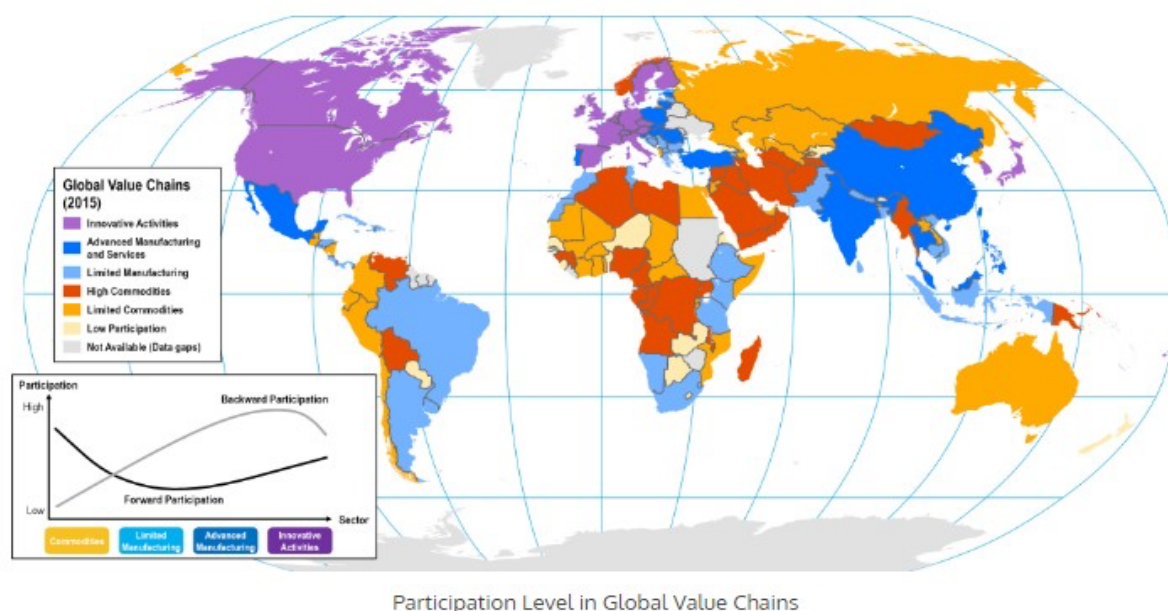 Global Value Chains
(2015)
Innovative Activities
Advanced Manufacturing
and Services
Limited Manufacturing
High Commodities
Limited Commodities
Low Participation
Not Available (Data gaps)
Participation
High
Low
Backward Participation
Forward Participation
Sector
Commodities
Limited
Manufacturing
Advanced
Manufacturing
Innovative
Activities
Participation Level in Global Value Chains